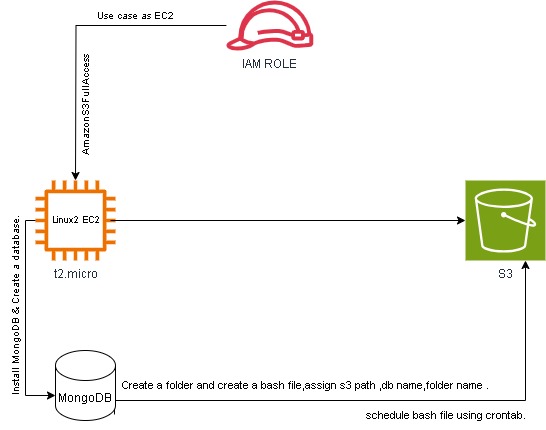 Use case as EC2
IAM ROLE
AmazonS3FullAccess
Linux2 EC2
t2.micro
S3
Install MongoDB & Create a database.
MongoDB
Create a folder and create a bash file,assign s3 path ,db name,folder name .
schedule bash file using crontab.